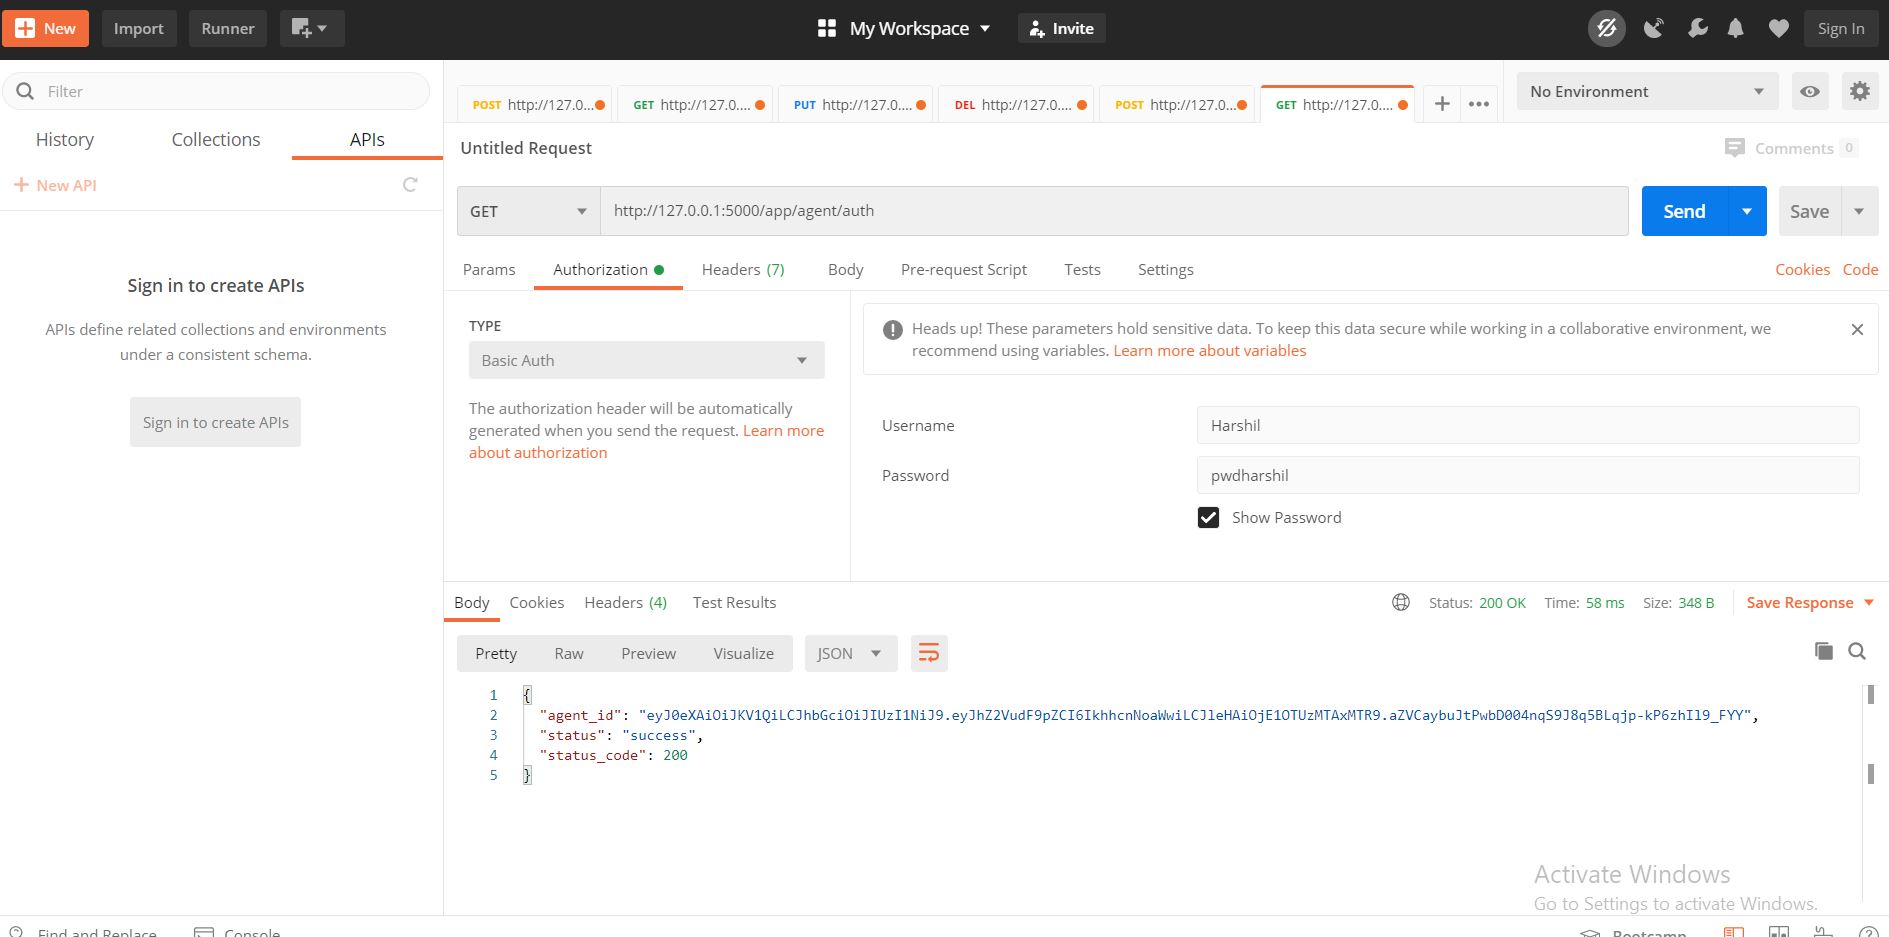 New Import Runner My Workspace Invite Sign In
Filter
History Collections APIs
+ New API
Sign in to create APIs
APIs define related collections and environments
under a consistent schema.
Sign in to create APIs
POST http://127.0... GET http://127.0.... PUT http://127.0.... DEL http://127.0.... POST http://127.0... GET http://127.0.... + ••• No Environment
Untitled Request Comments 0
GET http://127.0.0.1:5000/app/agent/auth Send Save
Params Authorization Headers (7) Body Pre-request Script Tests Settings Cookies Code
TYPE
Basic Auth
The authorization header will be automatically
generated when you send the request. Learn more
about authorization
Heads up! These parameters hold sensitive data. To keep this data secure while working in a collaborative environment, we
recommend using variables. Learn more about variables
Username Harshil
Password pwdharshil
Show Password
Body Cookies Headers (4) Test Results Status: 200 OK Time: 58 ms Size: 348 B Save Response
Pretty Raw Preview Visualize JSON
1 {
2 "agent_id": "eyJ0eXAiOiJKV1QiLCJhbGciOiJIUzI1NiJ9.eyJhZ2VudF9pZCI6IkhhcnNoaWwiLCJleHAiOjE1OTUzMTAxMTR9.aZVCaybuJtPwbD004nqS9J8q5BLqjp-kP6zhIl9_FYY",
3 "status": "success",
4 "status_code": 200
5 }
Activate Windows
Go to Settings to activate Windows.
Find and Replace Console Bootcamp